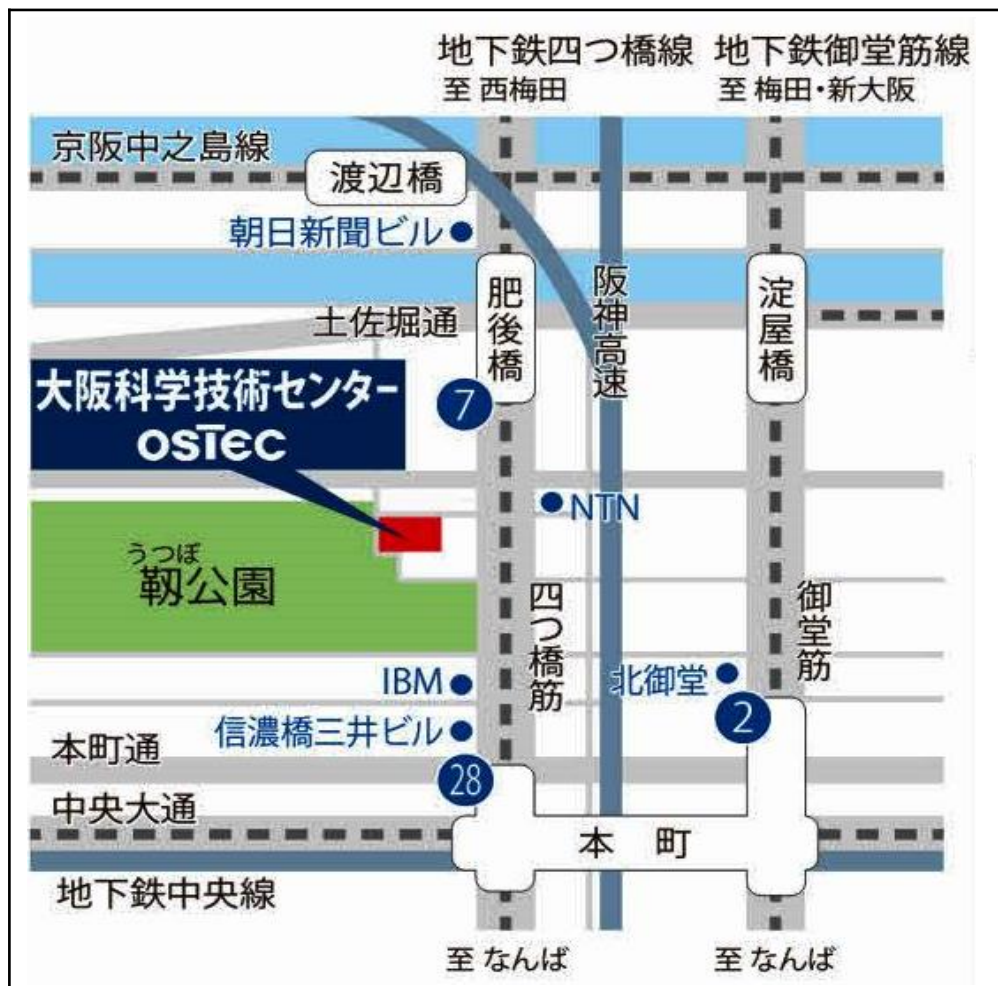 地下鉄四つ橋線
至 西梅田
地下鉄御堂筋線
至 梅田・新大阪
京阪中之島線
渡辺橋
朝日新聞ビル
肥後橋
阪神高速
淀屋橋
土佐堀通
大阪科学技術センター
OSTEC
7
NTN
うつぼ
靱公園
四つ橋筋
御堂筋
IBM
北御堂
2
信濃橋三井ビル
本町通
28
中央大通
本 町
地下鉄中央線
至 なんば
至 なんば